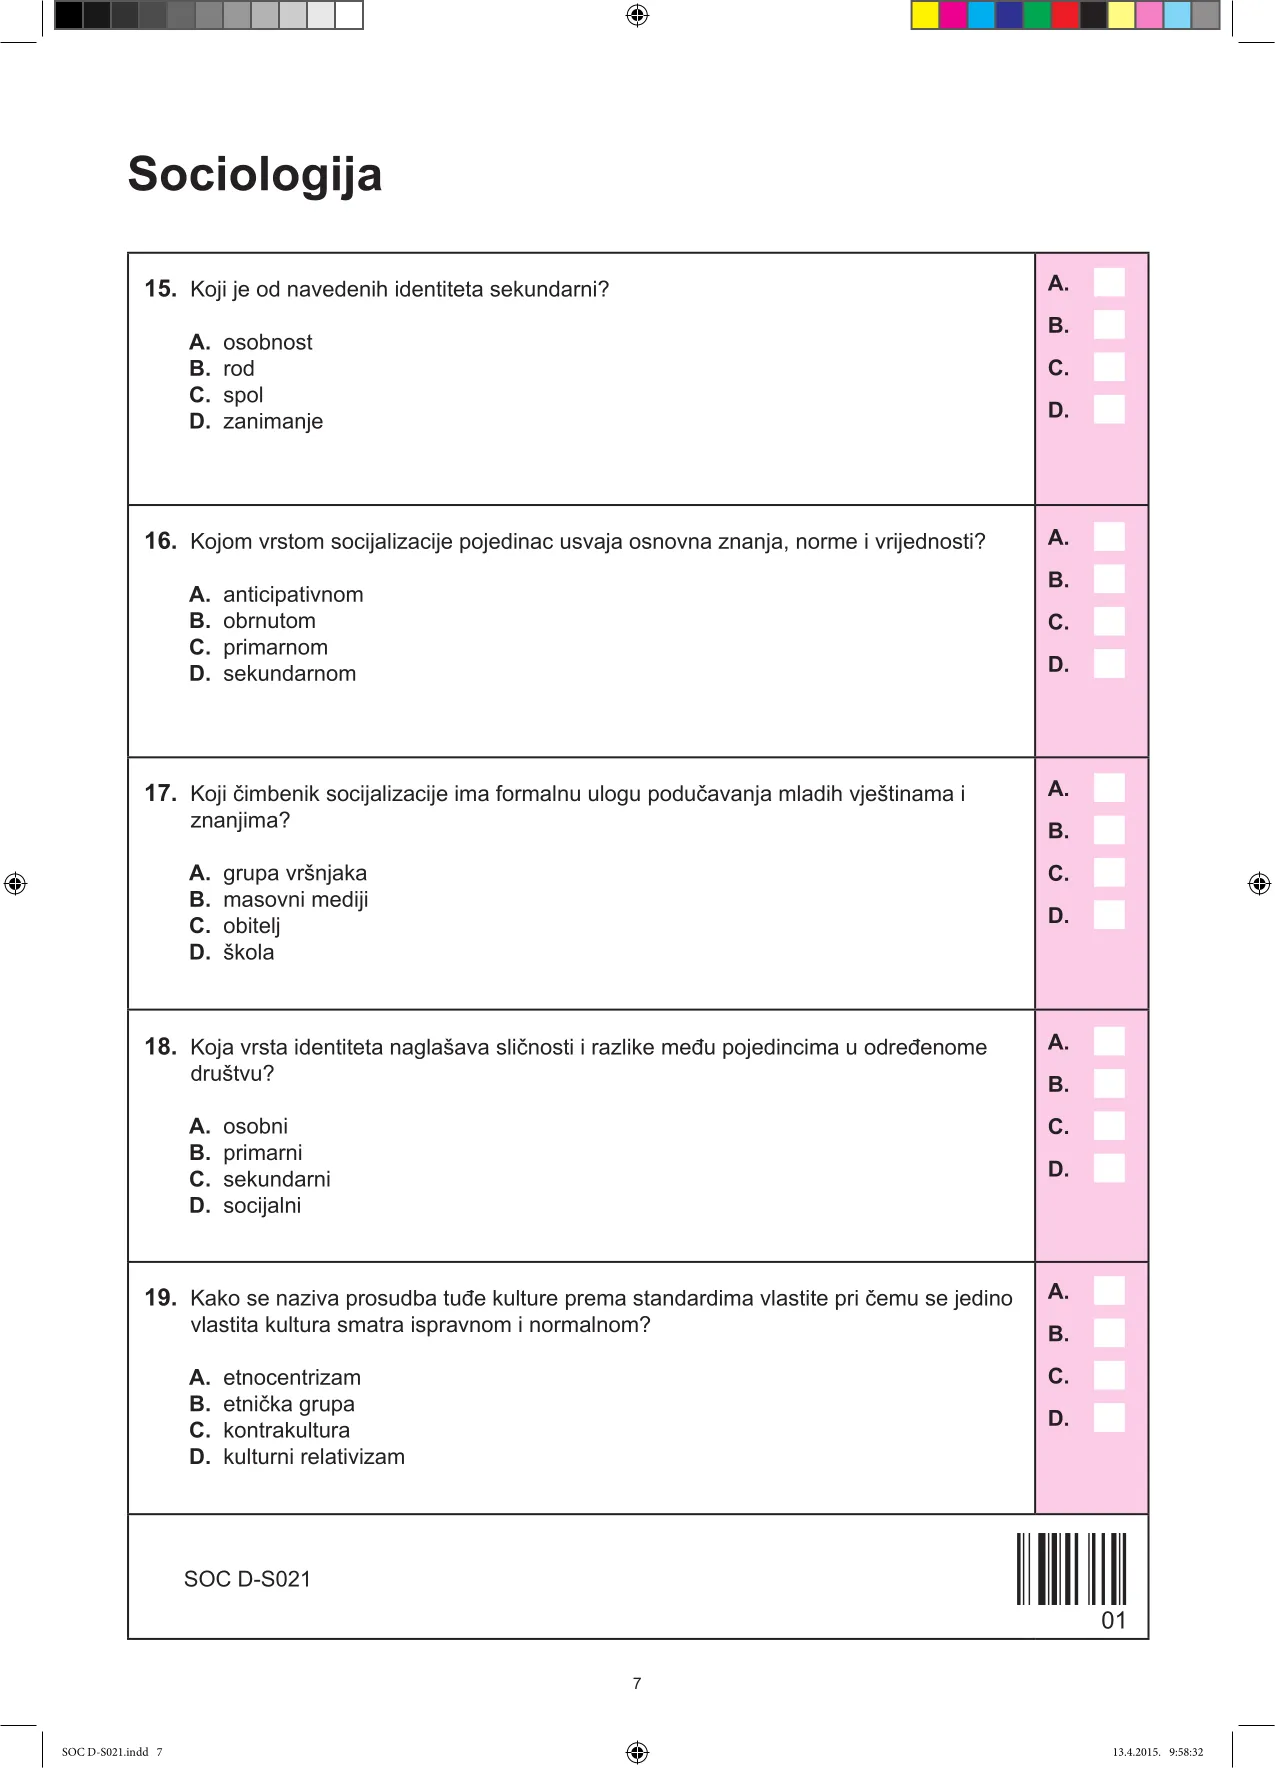 Sociologija
15. Koji je od navedenih identiteta sekundarni?
A. osobnost
B. rod
C. spol
D. zanimanje
A.
B.
C.
D.
16. Kojom vrstom socijalizacije pojedinac usvaja osnovna znanja, norme i vrijednosti?
A. anticipativnom
B. obrnutom
C. primarnom
D. sekundarnom
A.
B.
C.
D.
17. Koji čimbenik socijalizacije ima formalnu ulogu podučavanja mladih vještinama i
znanjima?
A. grupa vršnjaka
B. masovni mediji
C. obitelj
D. škola
A.
B.
C.
D.
18. Koja vrsta identiteta naglašava sličnosti i razlike među pojedincima u određenome
društvu?
A. osobni
B. primarni
C. sekundarni
D. socijalni
A.
B.
C.
D.
19. Kako se naziva prosudba tuđe kulture prema standardima vlastite pri čemu se jedino
vlastita kultura smatra ispravnom i normalnom?
A. etnocentrizam
B. etnička grupa
C. kontrakultura
D. kulturni relativizam
A.
B.
C.
D.
SOC D-S021
01
7
SOC D-S021.indd 7
13.4.2015. 9:58:32